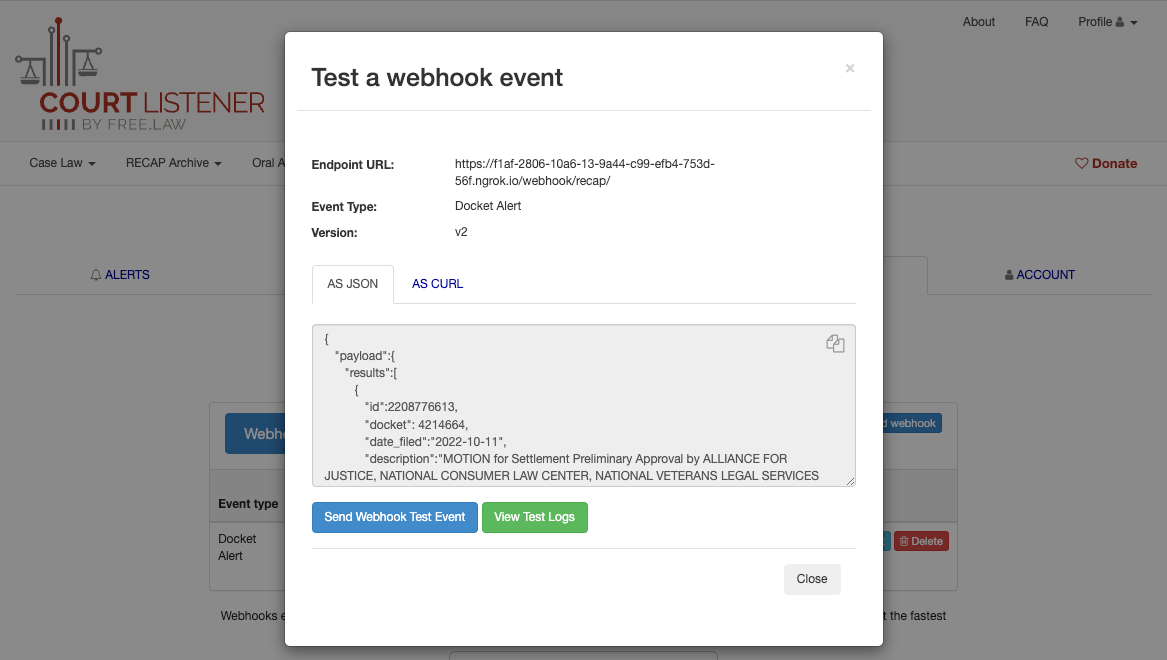 About FAQ Profile
COURT LISTENER
BY FREE.LAW
Case Law RECAP Archive Oral A
Donate
ALERTS
ACCOUNT
Test a webhook event
×
Endpoint URL: https://f1af-2806-10a6-13-9a44-c99-efb4-753d-
56f.ngrok.io/webhook/recap/
Event Type: Docket Alert
Version: v2
AS JSON AS CURL
{
"payload":{
"results":[
{
"id":2208776613,
"docket": 4214664,
"date_filed":"2022-10-11",
"description":"MOTION for Settlement Preliminary Approval by ALLIANCE FOR
JUSTICE, NATIONAL CONSUMER LAW CENTER, NATIONAL VETERANS LEGAL SERVICES
Send Webhook Test Event View Test Logs
Close
Webh
d webhook
Event type
Docket
Alert
Delete
Webhooks e
t the fastest